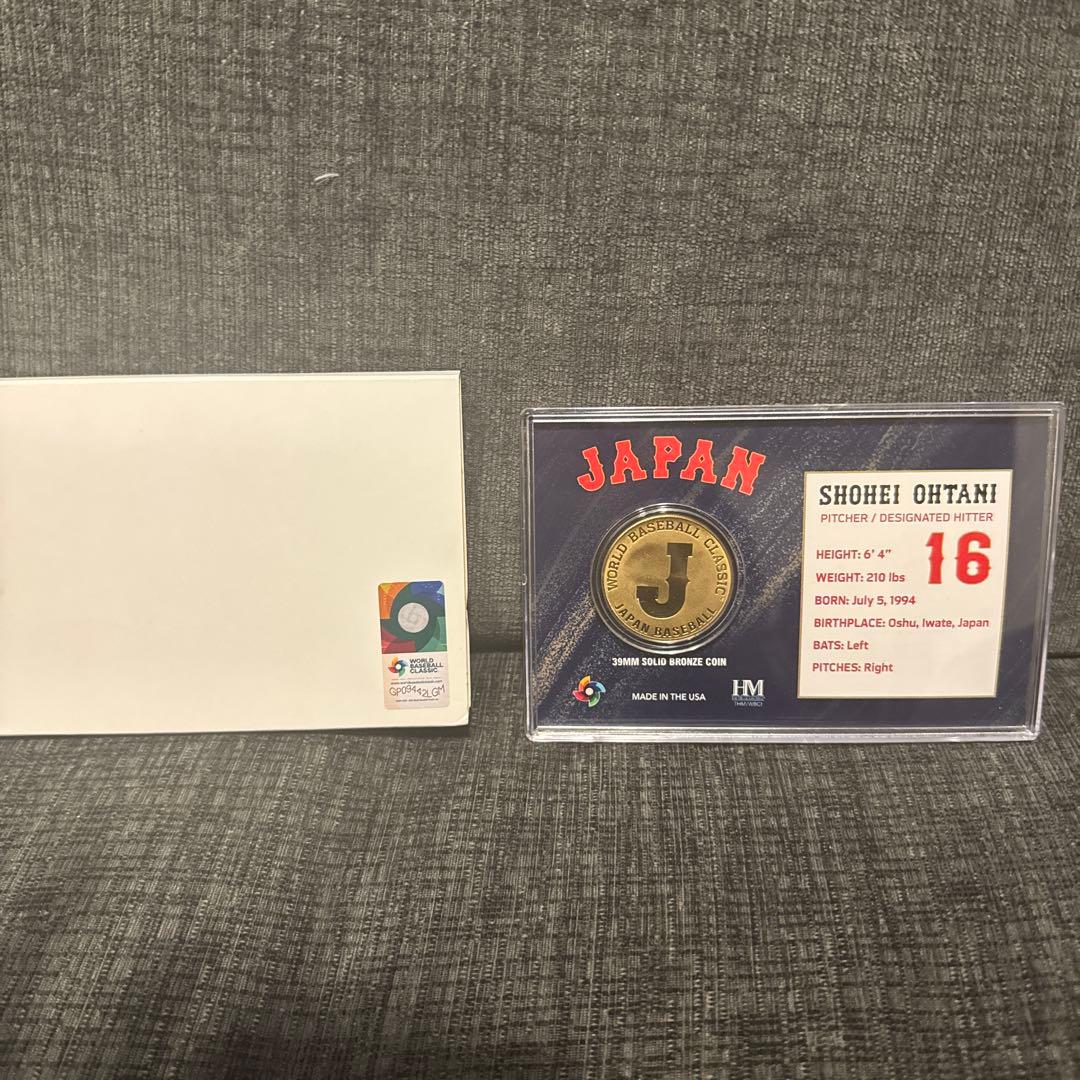 WORLD
BASEBALL
CLASSIC
GP09442LGM
JAPAN
WORLD BASEBALL CLASSIC
J
JAPAN BASEBALL
39MM SOLID BRONZE COIN
MADE IN THE USA
HM
SHOHEI OHTANI
PITCHER / DESIGNATED HITTER
16
HEIGHT: 6' 4"
WEIGHT: 210 lbs
BORN: July 5, 1994
BIRTHPLACE: Oshu, Iwate, Japan
BATS: Left
PITCHES: Right